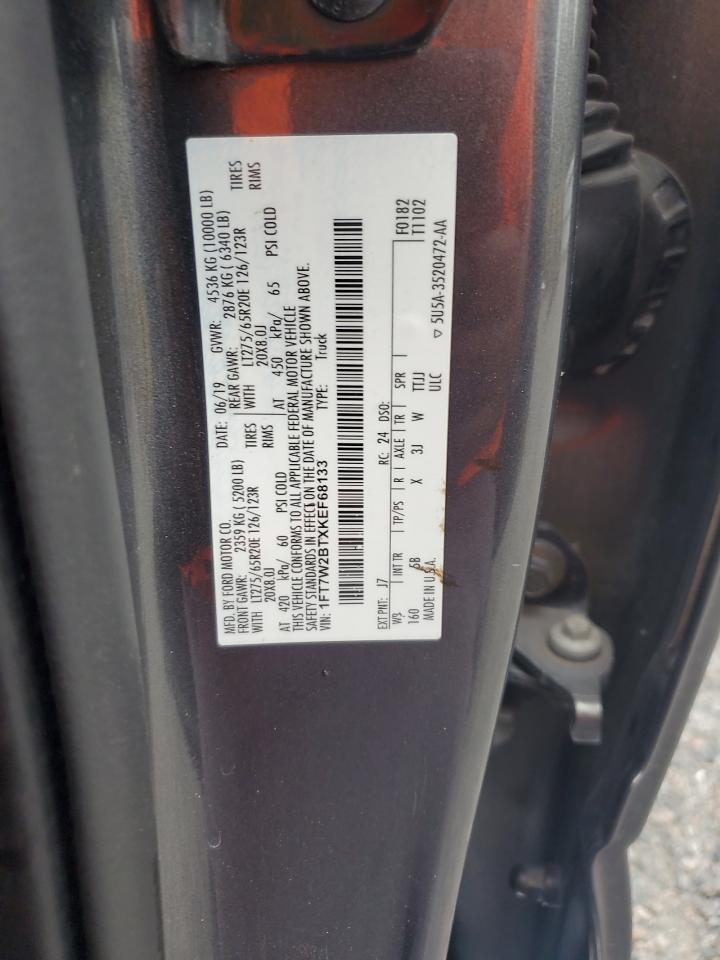 MFD. BY FORD MOTOR CO.
DATE: 06/19 GVWR: 4536 KG (10000 LB)
FRONT GAWR: 2359 KG ( 5200 LB) REAR GAWR: 2876 KG ( 6340 LB)
WITH LT275/65R20E 126/123R TIRES WITH LT275/65R20E 126/123R TIRES
20X8.0J RIMS 20X8.0J RIMS
AT 420 kPa/ 60 PSI COLD AT 450 kPa/ 65 PSI COLD
THIS VEHICLE CONFORMS TO ALL APPLICABLE FEDERAL MOTOR VEHICLE
SAFETY STANDARDS IN EFFECT ON THE DATE OF MANUFACTURE SHOWN ABOVE.
VIN: 1FT7W2BTXKEF68133 TYPE: Truck
F0182
T1102
EXT PNT: J7 RC: 24 DSO:
WB INT TR TP/PS R AXLE TR SPR
160 6B X 3J W TTJJ
MADE IN U.S.A. ULC
5U5A-3520472-AA